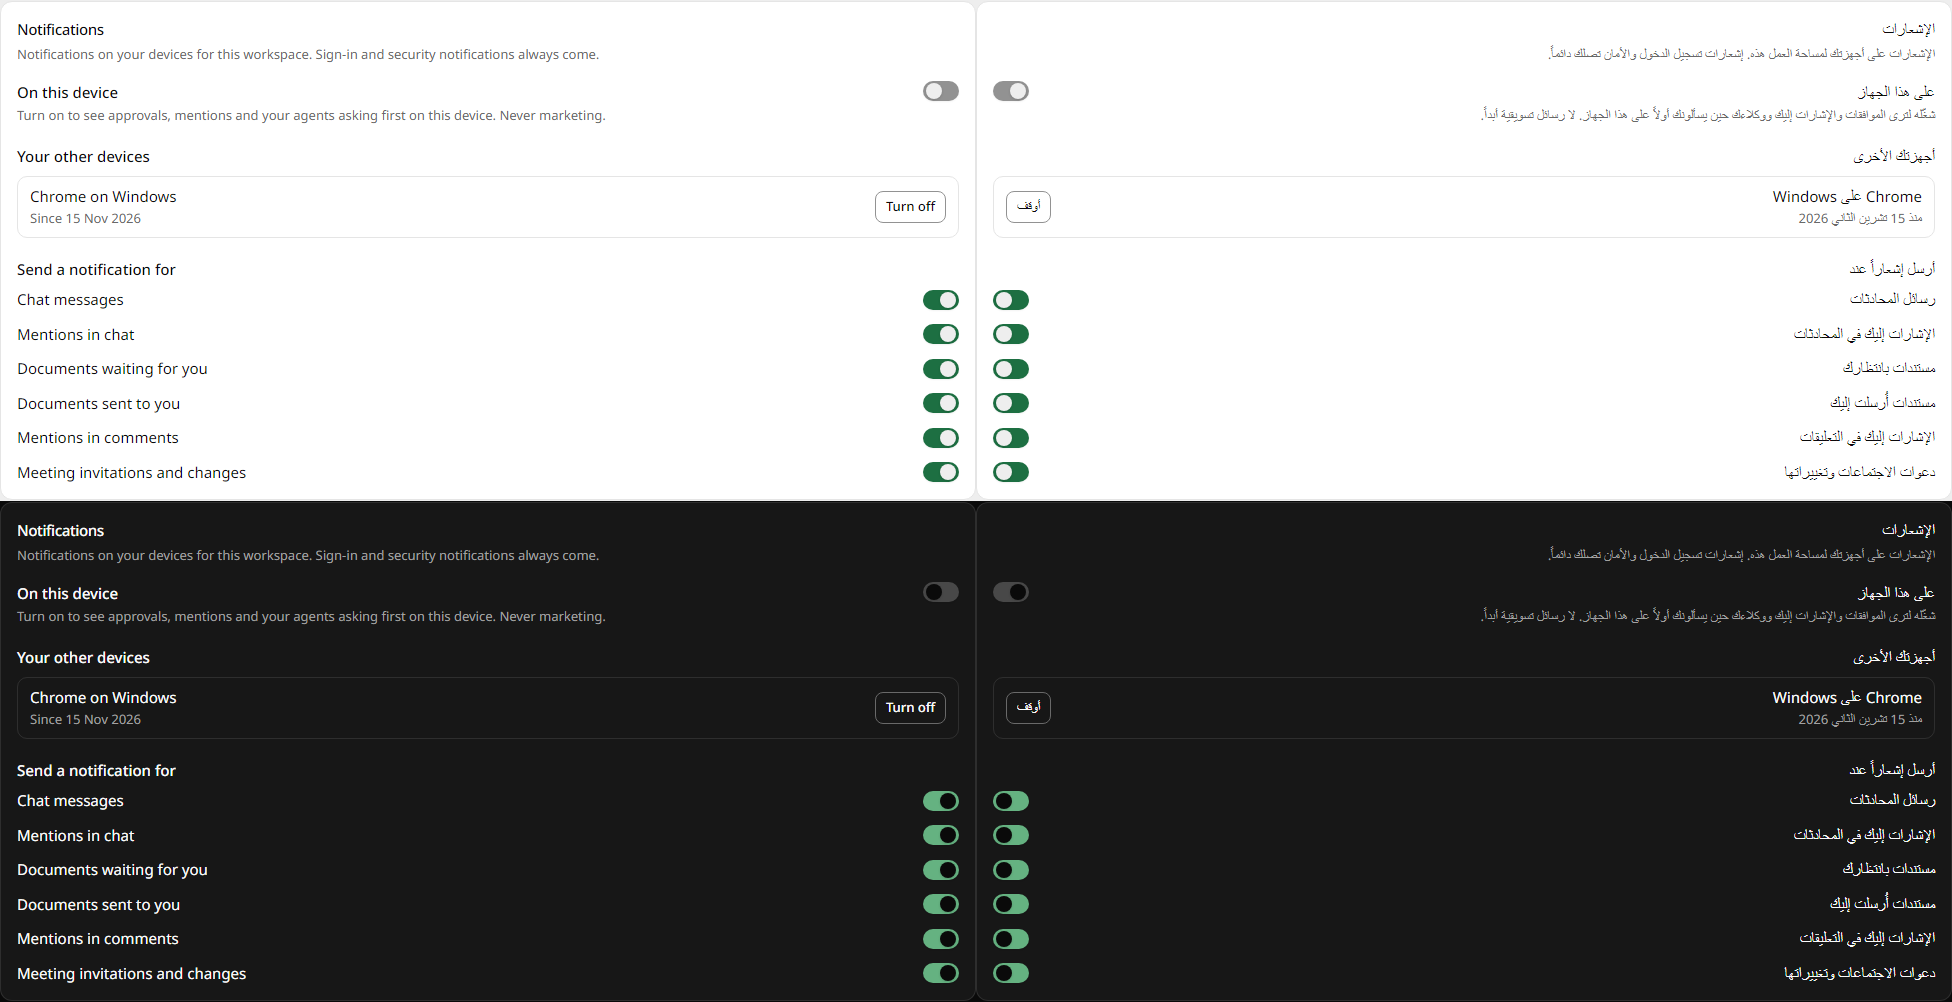 Notifications
Notifications on your devices for this workspace. Sign-in and security notifications always come.
On this device
Turn on to see approvals, mentions and your agents asking first on this device. Never marketing.
Your other devices
Chrome on Windows
Since 15 Nov 2026
Turn off
Send a notification for
Chat messages
Mentions in chat
Documents waiting for you
Documents sent to you
Mentions in comments
Meeting invitations and changes
الإشعارات
الإشعارات على أجهزتك لمساحة العمل هذه. إشعارات تسجيل الدخول والأمان تصلك دائماً.
على هذا الجهاز
شغّله لترى الموافقات والإشارات إليك ووكلاءك حين يسألونك أولاً على هذا الجهاز. لا رسائل تسويقية أبداً.
أجهزتك الأخرى
Chrome على Windows
منذ 15 تشرين الثاني 2026
أوقف
أرسل إشعاراً عند
رسائل المحادثات
الإشارات إليك في المحادثات
مستندات بانتظارك
مستندات أُرسلت إليك
الإشارات إليك في التعليقات
دعوات الاجتماعات وتغييراتها
Notifications
Notifications on your devices for this workspace. Sign-in and security notifications always come.
On this device
Turn on to see approvals, mentions and your agents asking first on this device. Never marketing.
Your other devices
Chrome on Windows
Since 15 Nov 2026
Turn off
Send a notification for
Chat messages
Mentions in chat
Documents waiting for you
Documents sent to you
Mentions in comments
Meeting invitations and changes
الإشعارات
الإشعارات على أجهزتك لمساحة العمل هذه. إشعارات تسجيل الدخول والأمان تصلك دائماً.
على هذا الجهاز
شغّله لترى الموافقات والإشارات إليك ووكلاءك حين يسألونك أولاً على هذا الجهاز. لا رسائل تسويقية أبداً.
أجهزتك الأخرى
Chrome على Windows
منذ 15 تشرين الثاني 2026
أوقف
أرسل إشعاراً عند
رسائل المحادثات
الإشارات إليك في المحادثات
مستندات بانتظارك
مستندات أُرسلت إليك
الإشارات إليك في التعليقات
دعوات الاجتماعات وتغييراتها